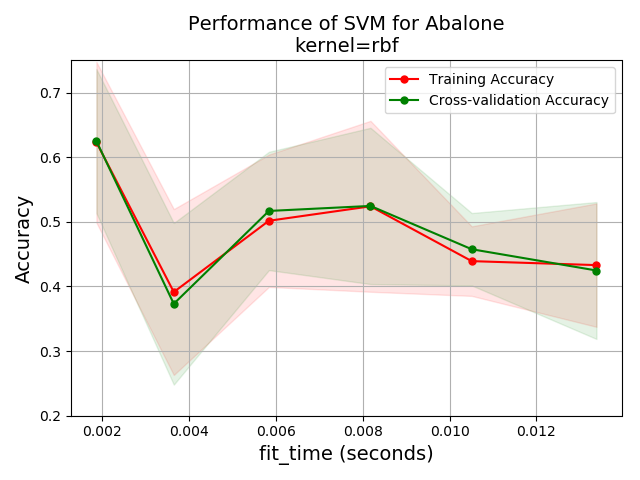 Performance of SVM for Abalone
kernel=rbf
Training Accuracy
Cross-validation Accuracy
Accuracy
0.7
0.6
0.5
0.4
0.3
0.2
0.002 0.004 0.006 0.008 0.010 0.012
fit_time (seconds)